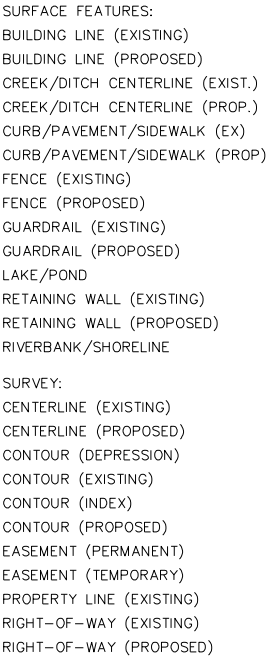 SURFACE FEATURES:
BUILDING LINE (EXISTING)
BUILDING LINE (PROPOSED)
CREEK/DITCH CENTERLINE (EXIST.)
CREEK/DITCH CENTERLINE (PROP.)
CURB/PAVEMENT/SIDEWALK (EX)
CURB/PAVEMENT/SIDEWALK (PROP)
FENCE (EXISTING)
FENCE (PROPOSED)
GUARDRAIL (EXISTING)
GUARDRAIL (PROPOSED)
LAKE/POND
RETAINING WALL (EXISTING)
RETAINING WALL (PROPOSED)
RIVERBANK/SHORELINE
SURVEY:
CENTERLINE (EXISTING)
CENTERLINE (PROPOSED)
CONTOUR (DEPRESSION)
CONTOUR (EXISTING)
CONTOUR (INDEX)
CONTOUR (PROPOSED)
EASEMENT (PERMANENT)
EASEMENT (TEMPORARY)
PROPERTY LINE (EXISTING)
RIGHT-OF-WAY (EXISTING)
RIGHT-OF-WAY (PROPOSED)